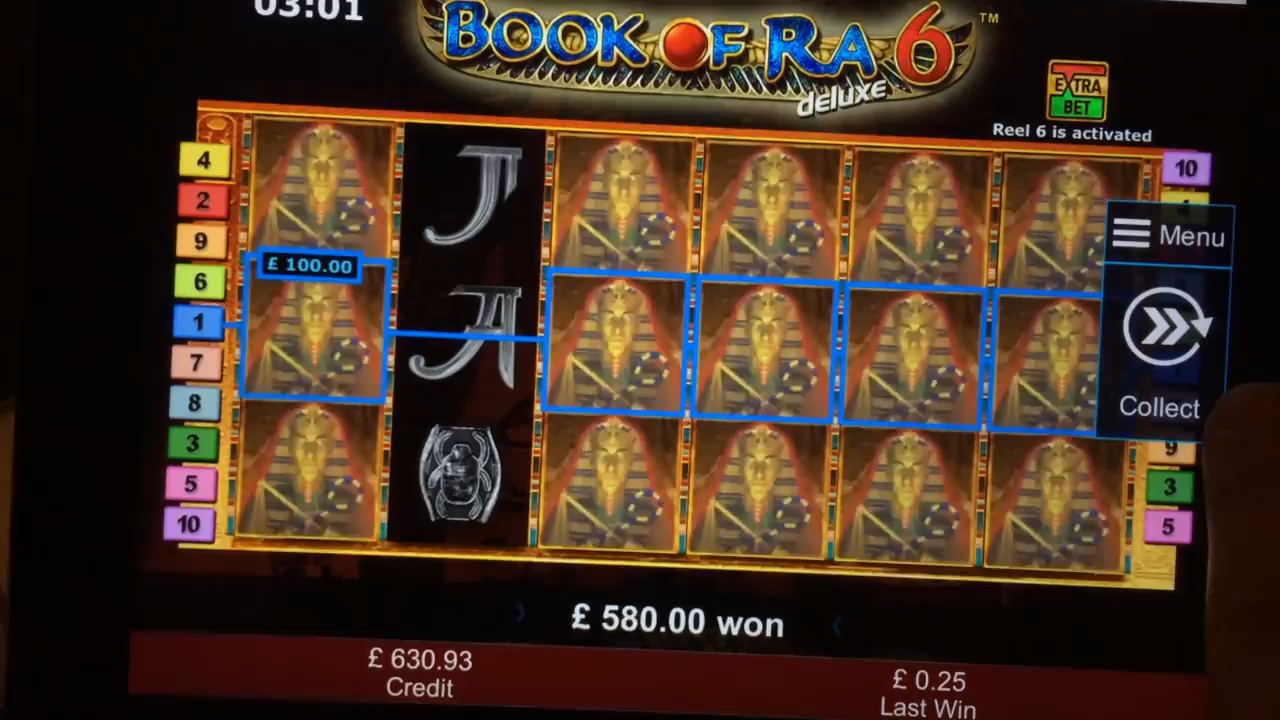 03:01
BOOK OF RA 6 ™
deluxe
EXTRA
BET
Reel 6 is activated
4
2
9
6
1
7
8
3
5
10
£ 100.00
J
A
10
4
Menu
Collect
9
3
5
£ 580.00 won
£ 630.93
Credit
£ 0.25
Last Win